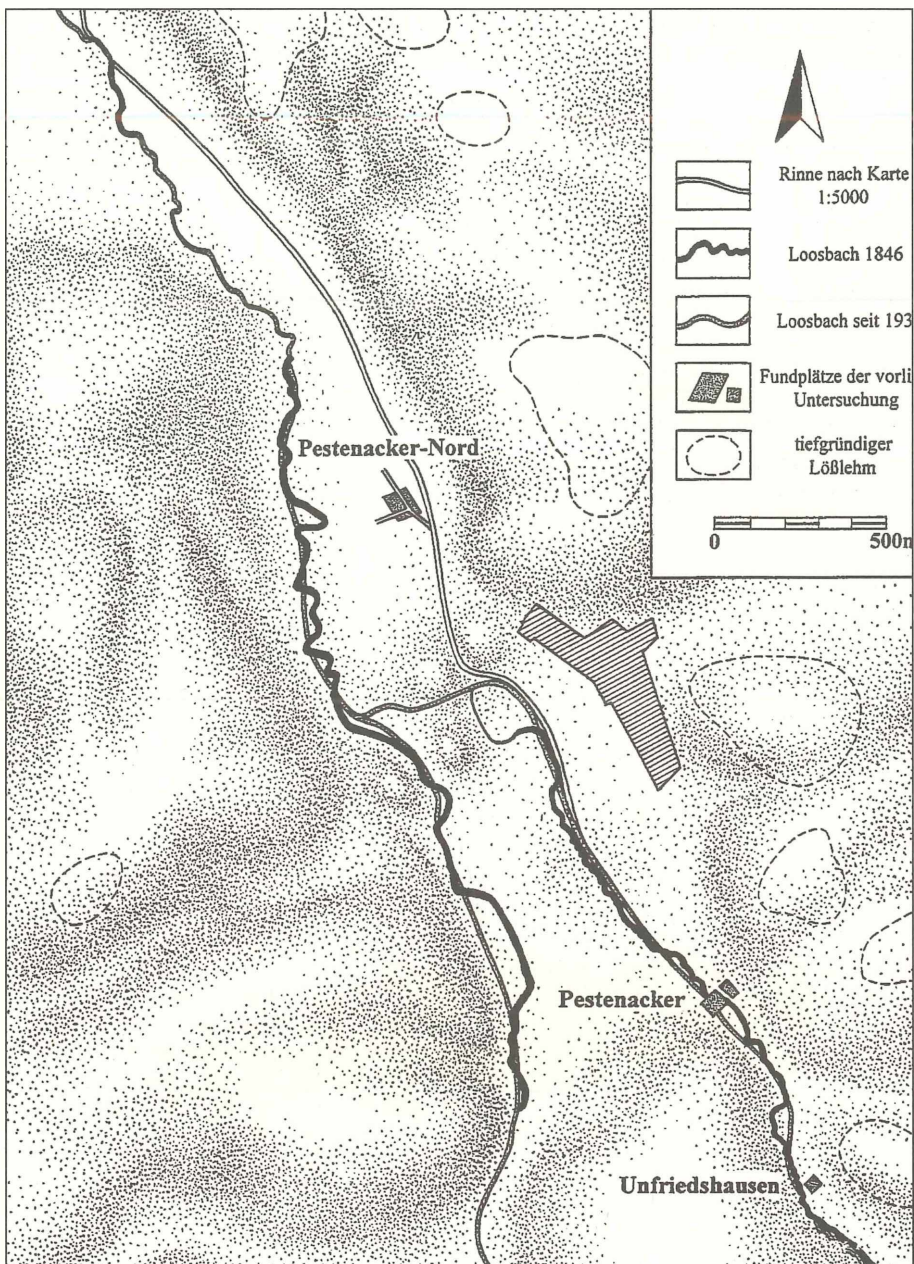 Rinne nach Karte
1:5000
Loosbach 1846
Loosbach seit 193
Fundplätze der vorli
Untersuchung
tiefgründiger
Lößlehm
0 500m
Pestenacker-Nord
Pestenacker
Unfriedshausen